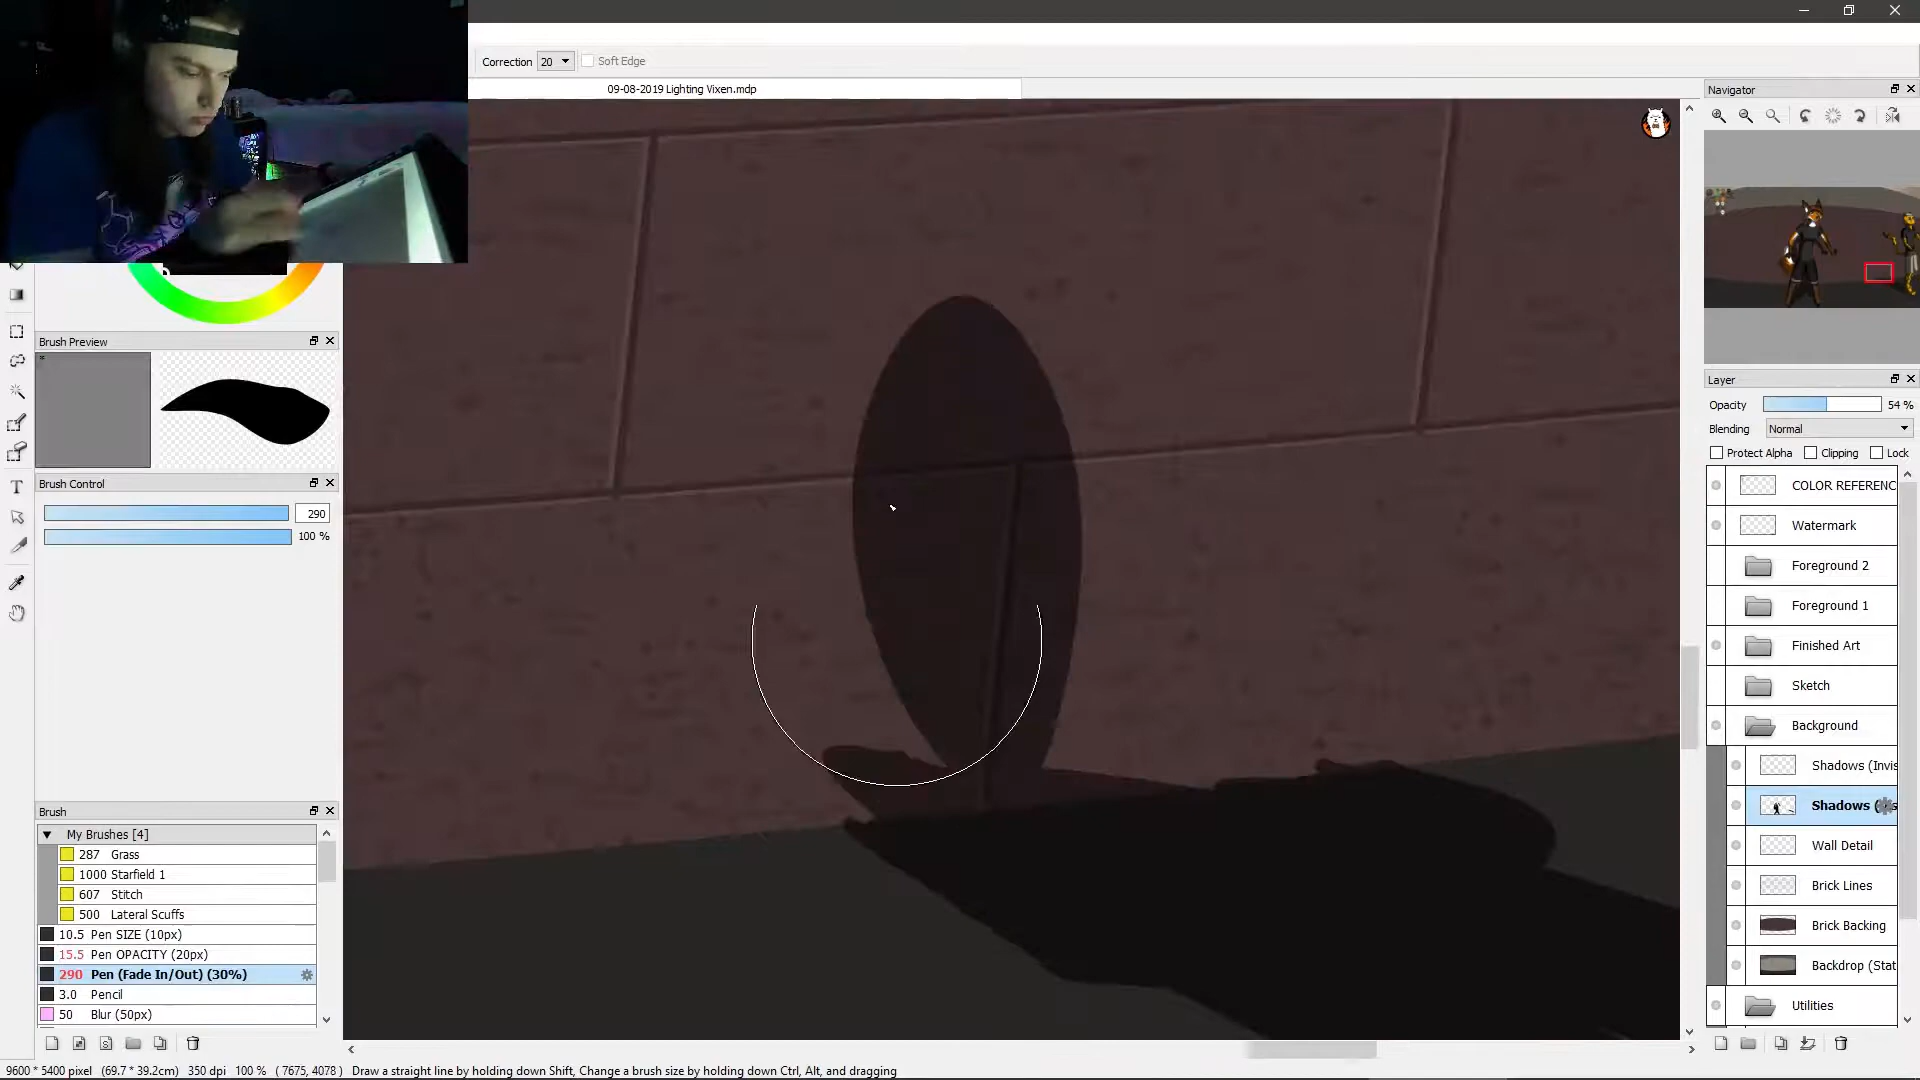 Correction 20 Soft Edge
09-08-2019 Lighting Vixen.mdp
Navigator
Brush Preview
*
Layer
Opacity 54 %
Blending Normal
Protect Alpha Clipping Lock
Brush Control
290
100 %
COLOR REFERENC
Watermark
Foreground 2
Foreground 1
Finished Art
Sketch
Background
Shadows (Invis
Shadows (
Wall Detail
Brick Lines
Brick Backing
Backdrop (Stat
Utilities
T
Brush
My Brushes [4]
287 Grass
1000 Starfield 1
607 Stitch
500 Lateral Scuffs
10.5 Pen SIZE (10px)
15.5 Pen OPACITY (20px)
290 Pen (Fade In/Out) (30%)
3.0 Pencil
50 Blur (50px)
9600 * 5400 pixel (69.7 * 39.2cm) 350 dpi 100 % ( 7675, 4078 ) Draw a straight line by holding down Shift, Change a brush size by holding down Ctrl, Alt, and dragging